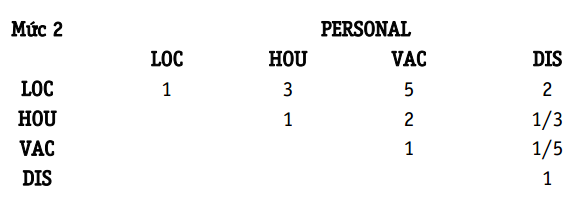 Mức 2 PERSONAL
LOC HOU VAC DIS
LOC 1 3 5 2
HOU 1 2 1/3
VAC 1 1/5
DIS 1